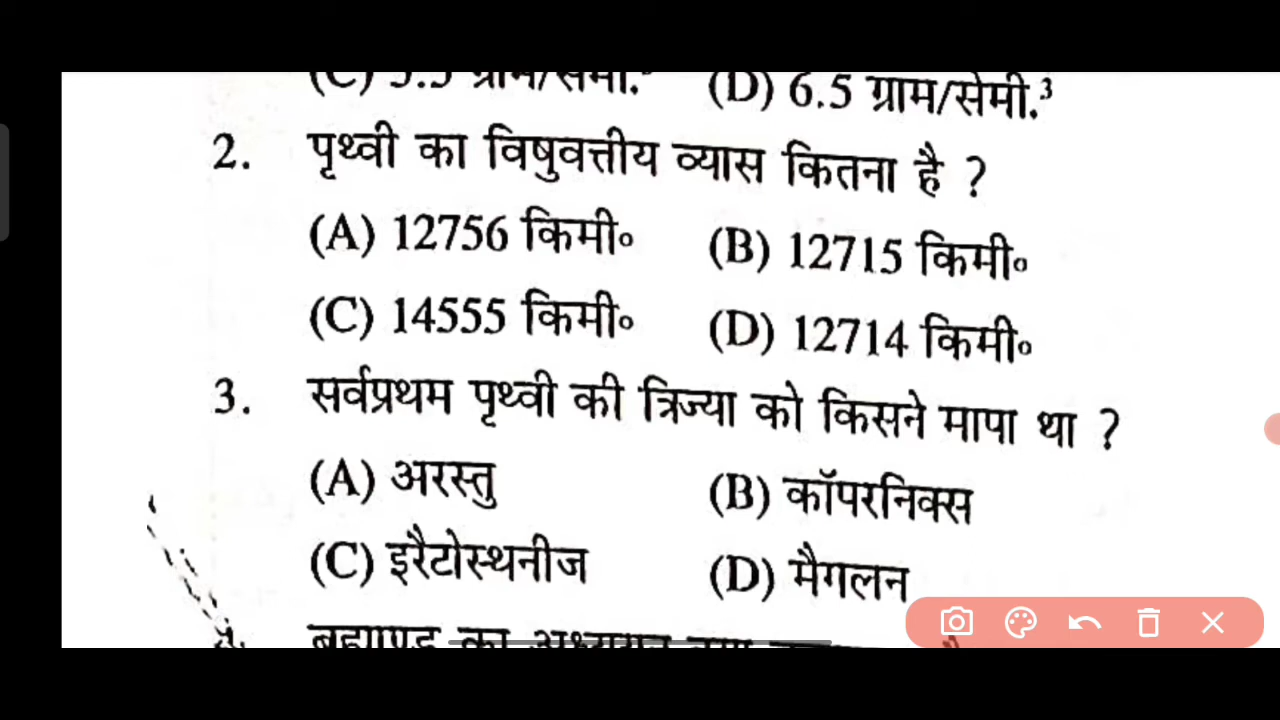 (D) 6.5 ग्राम/सेमी.³
2. पृथ्वी का विषुवत्तीय व्यास कितना है ?
(A) 12756 किमी॰ (B) 12715 किमी॰
(C) 14555 किमी॰ (D) 12714 किमी॰
3. सर्वप्रथम पृथ्वी की त्रिज्या को किसने मापा था ?
(A) अरस्तु (B) कॉपरनिक्स
(C) इरैटोस्थनीज (D) मैगलन